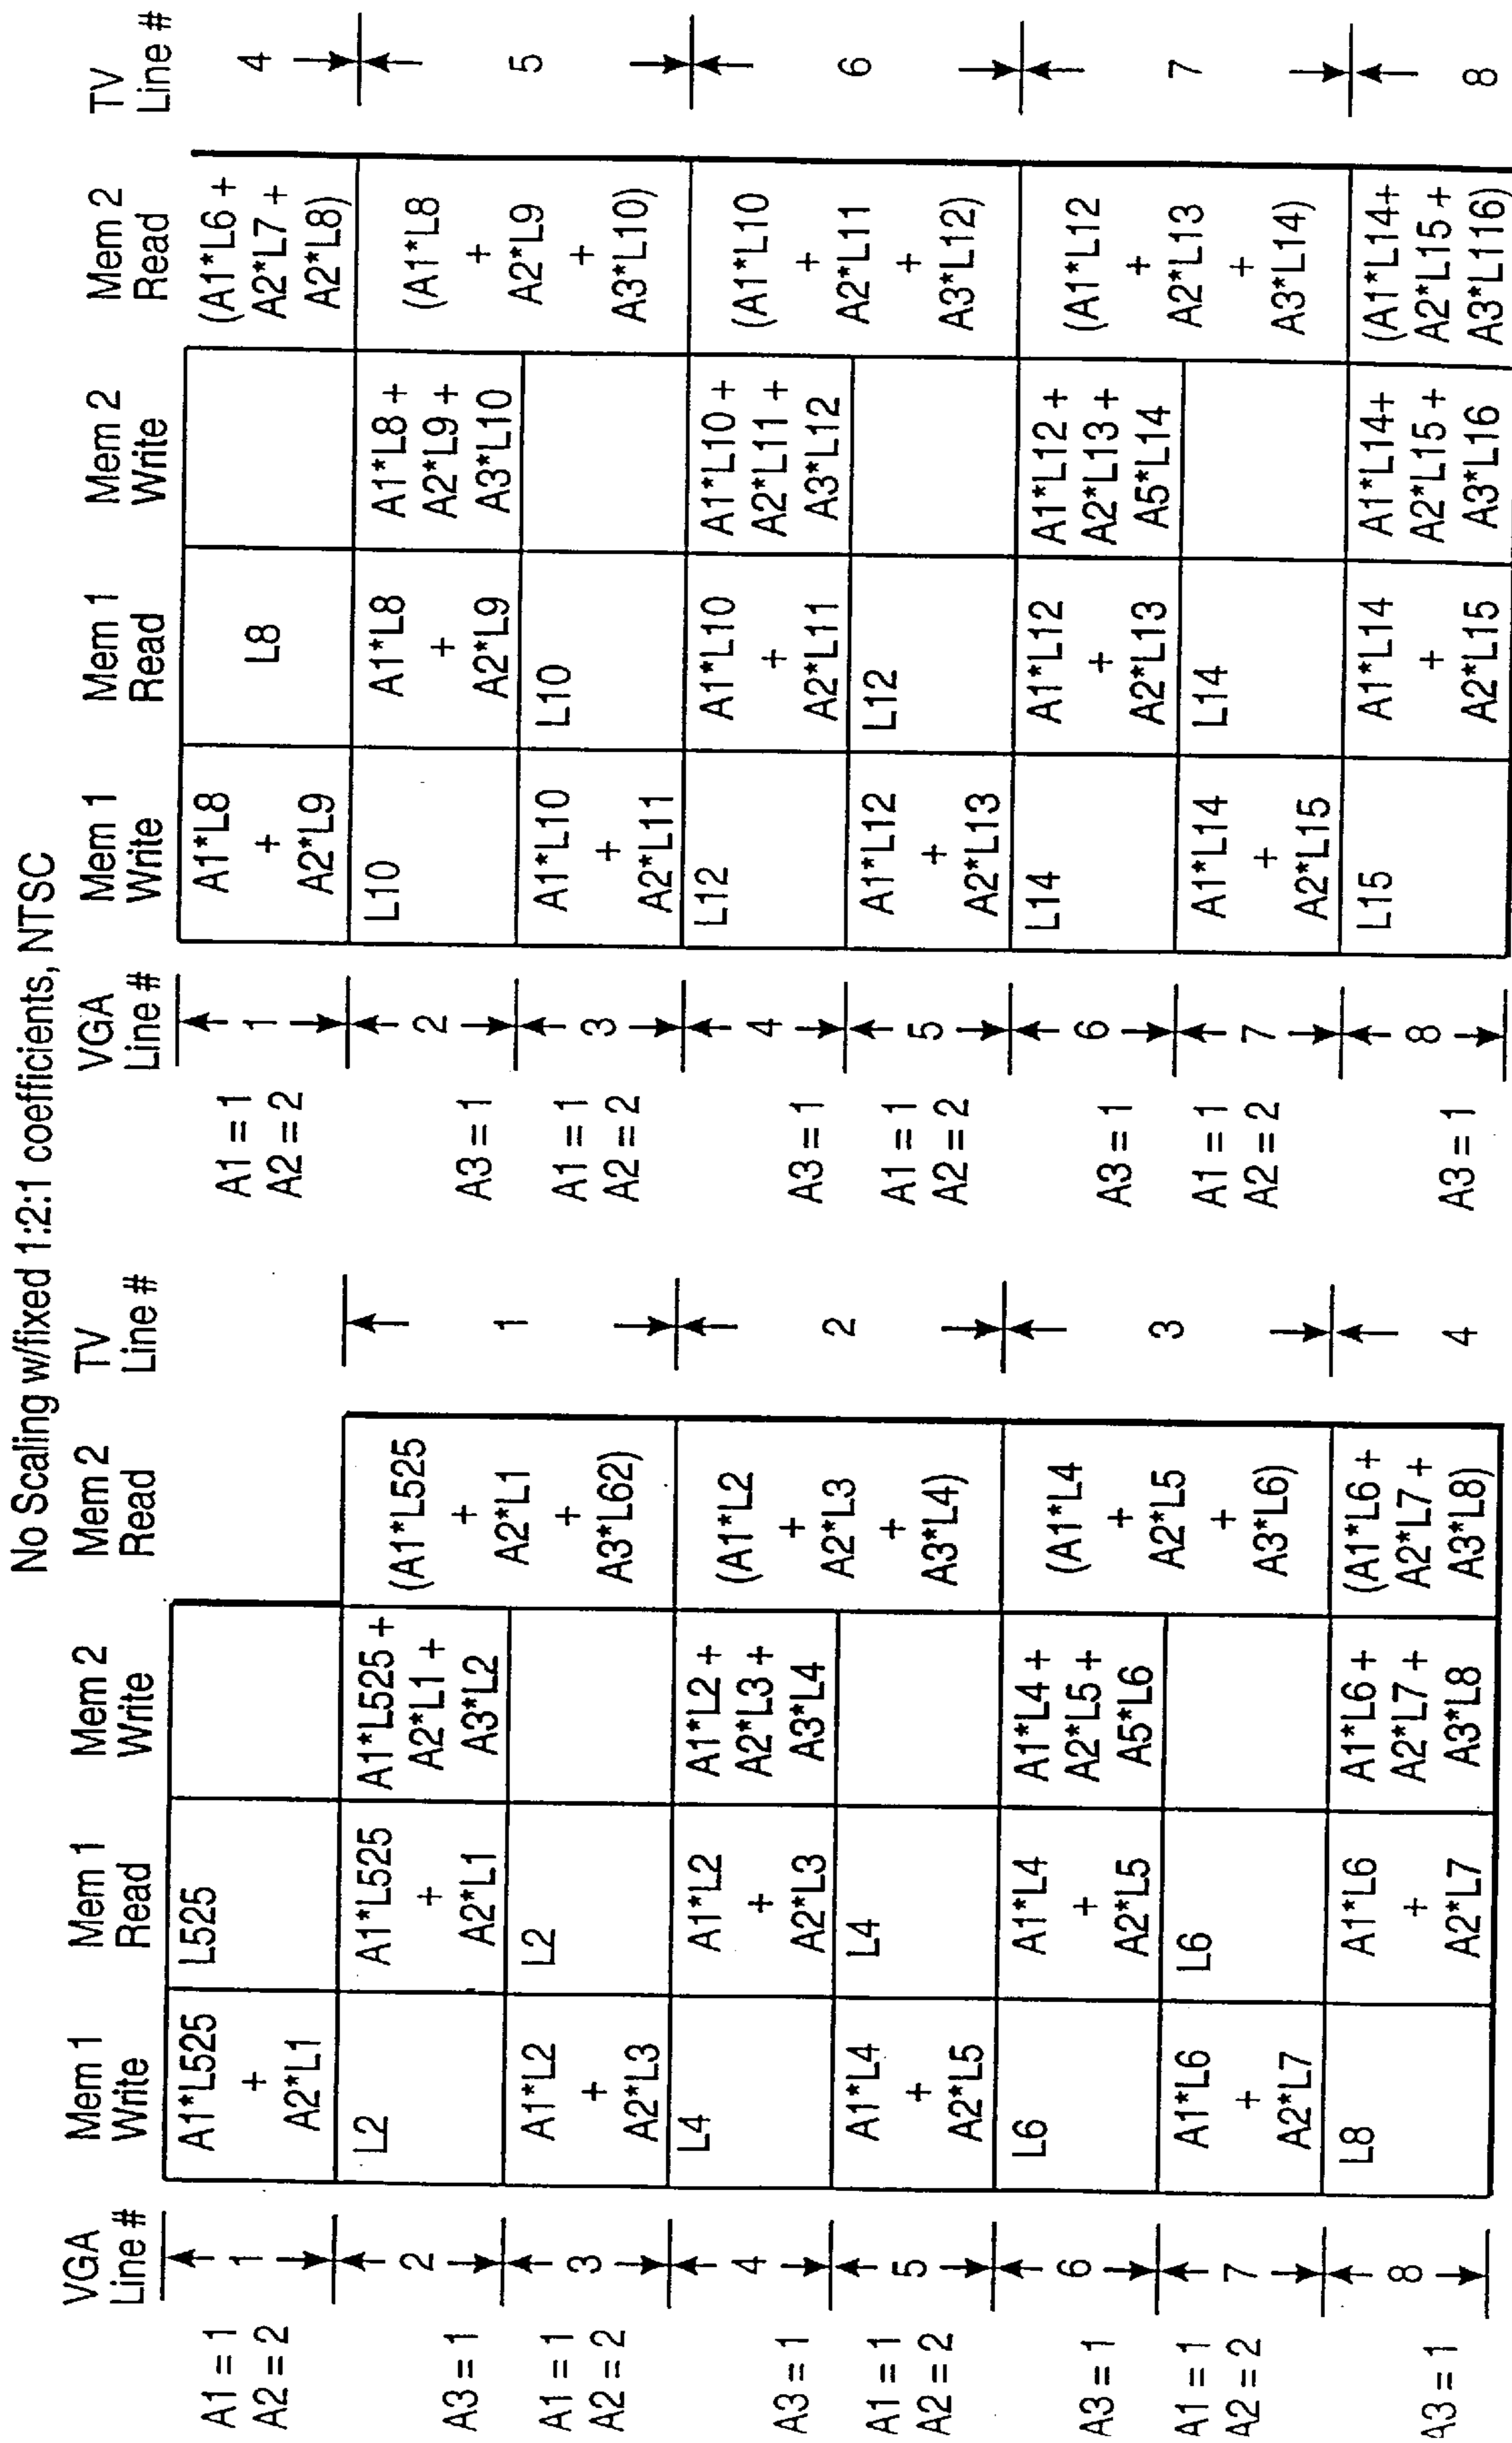 No Scaling w/fixed 1:2:1 coefficients, NTSC
VGA
Line #
Mem 1
Write
Mem 1
Read
Mem 2
Write
Mem 2
Read
TV
Line #
A1 = 1
A2 = 2
1
A1*L525
+
A2*L1
L525
A3 = 1
2
L2
A1*L525
+
A2*L1
A1*L525 +
A2*L1 +
A3*L2
(A1*L525
+
A2*L1
+
A3*L62)
1
A1 = 1
A2 = 2
3
A1*L2
+
A2*L3
L2
A3 = 1
4
L4
A1*L2
+
A2*L3
A1*L2 +
A2*L3 +
A3*L4
(A1*L2
+
A2*L3
+
A3*L4)
2
A1 = 1
A2 = 2
5
A1*L4
+
A2*L5
L4
A3 = 1
6
L6
A1*L4
+
A2*L5
A1*L4 +
A2*L5 +
A5*L6
(A1*L4
+
A2*L5
+
A3*L6)
3
A1 = 1
A2 = 2
7
A1*L6
+
A2*L7
L6
A3 = 1
8
L8
A1*L6
+
A2*L7
A1*L6 +
A2*L7 +
A3*L8
(A1*L6 +
A2*L7 +
A3*L8)
4
VGA
Line #
Mem 1
Write
Mem 1
Read
Mem 2
Write
Mem 2
Read
TV
Line #
A1 = 1
A2 = 2
1
A1*L8
+
A2*L9
L8
(A1*L6 +
A2*L7 +
A2*L8)
4
A3 = 1
2
L10
A1*L8
+
A2*L9
A1*L8 +
A2*L9 +
A3*L10
(A1*L8
+
A2*L9
+
A3*L10)
5
A1 = 1
A2 = 2
3
A1*L10
+
A2*L11
L10
A3 = 1
4
L12
A1*L10
+
A2*L11
A1*L10 +
A2*L11 +
A3*L12
(A1*L10
+
A2*L11
+
A3*L12)
6
A1 = 1
A2 = 2
5
A1*L12
+
A2*L13
L12
A3 = 1
6
L14
A1*L12
+
A2*L13
A1*L12 +
A2*L13 +
A5*L14
(A1*L12
+
A2*L13
+
A3*L14)
7
A1 = 1
A2 = 2
7
A1*L14
+
A2*L15
L14
A3 = 1
8
L15
A1*L14
+
A2*L15
A1*L14+
A2*L15 +
A3*L16
(A1*L14+
A2*L15 +
A3*L116)
8